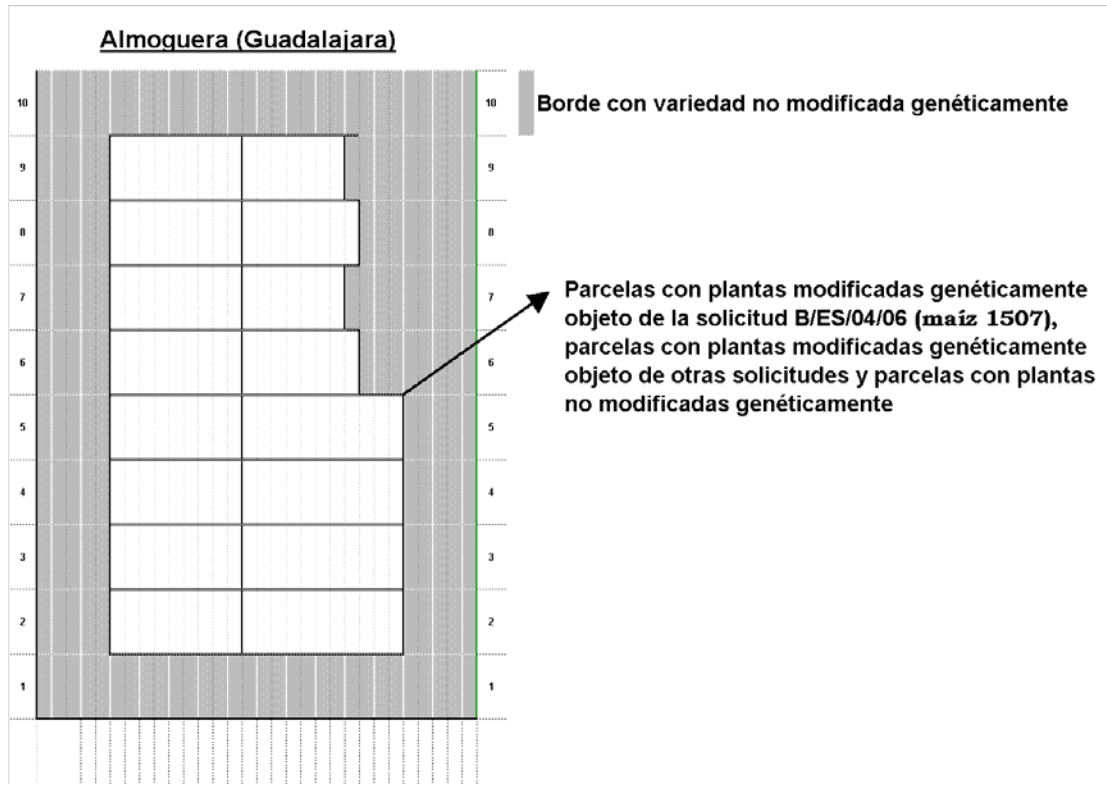 Almoguera (Guadalajara)
10 10
Borde con variedad no modificada genéticamente
9 9
8 8
7 7
Parcelas con plantas modificadas genéticamente
objeto de la solicitud B/ES/04/06 (maíz 1507),
parcelas con plantas modificadas genéticamente
objeto de otras solicitudes y parcelas con plantas
no modificadas genéticamente
6 6
5 5
4 4
3 3
2 2
1 1